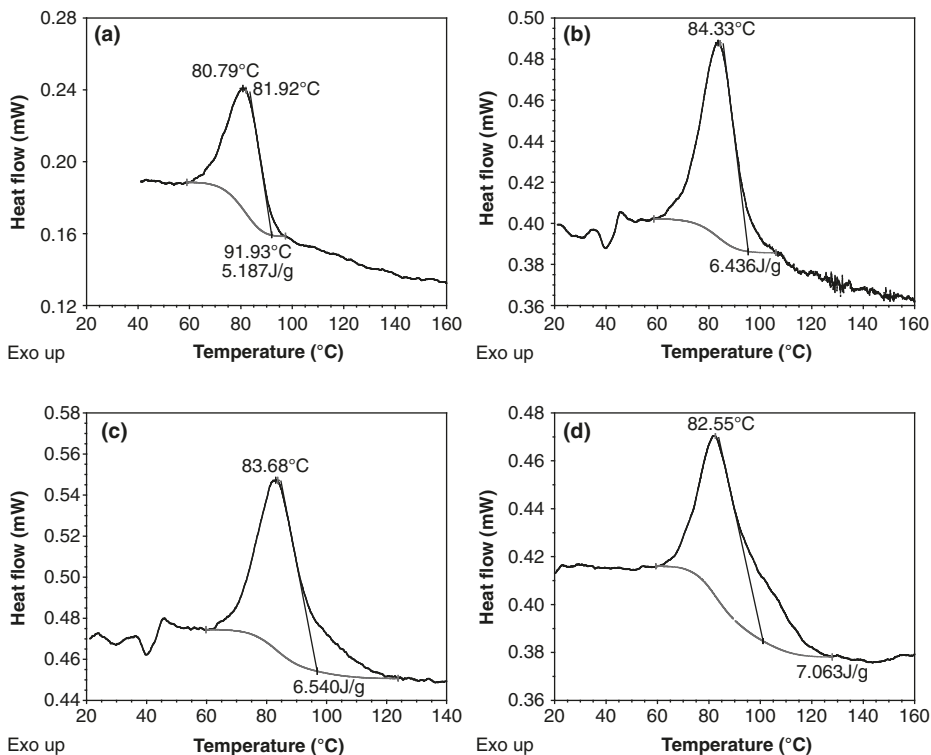 (a)
Heat flow (mW)
0.28
0.24
0.20
0.16
0.12
80.79°C
81.92°C
91.93°C
5.187J/g
20 40 60 80 100 120 140 160
Exo up
Temperature (°C)
(b)
Heat flow (mW)
0.50
0.48
0.46
0.44
0.42
0.40
0.38
0.36
84.33°C
6.436J/g
20 40 60 80 100 120 140 160
Exo up
Temperature (°C)
(c)
Heat flow (mW)
0.58
0.56
0.54
0.52
0.50
0.48
0.46
0.44
83.68°C
6.540J/g
20 40 60 80 100 120 140
Exo up
Temperature (°C)
(d)
Heat flow (mW)
0.48
0.46
0.44
0.42
0.40
0.38
0.36
82.55°C
7.063J/g
20 40 60 80 100 120 140 160
Exo up
Temperature (°C)